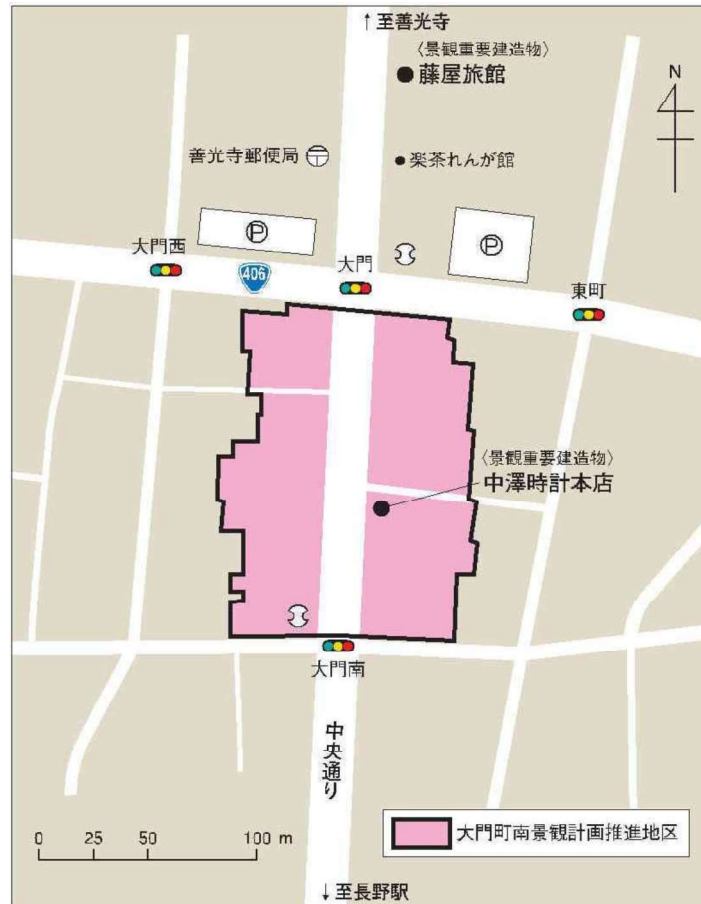 ↑至善光寺
〈景観重要建造物〉
藤屋旅館
N
善光寺郵便局
楽茶れんが館
P
P
大門西
406
大門
東町
〈景観重要建造物〉
中澤時計本店
大門南
中央通り
0 25 50 100 m
大門町南景観計画推進地区
↓至長野駅